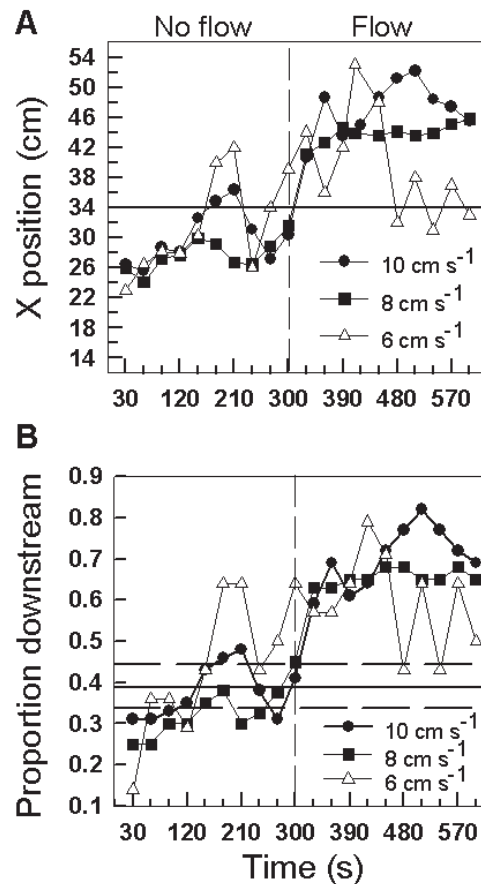 A
No flow Flow
X position (cm)
54
50
46
42
38
34
30
26
22
18
14
10 cm s⁻¹
8 cm s⁻¹
6 cm s⁻¹
30 120 210 300 390 480 570
B
Proportion downstream
0.9
0.8
0.7
0.6
0.5
0.4
0.3
0.2
0.1
10 cm s⁻¹
8 cm s⁻¹
6 cm s⁻¹
30 120 210 300 390 480 570
Time (s)